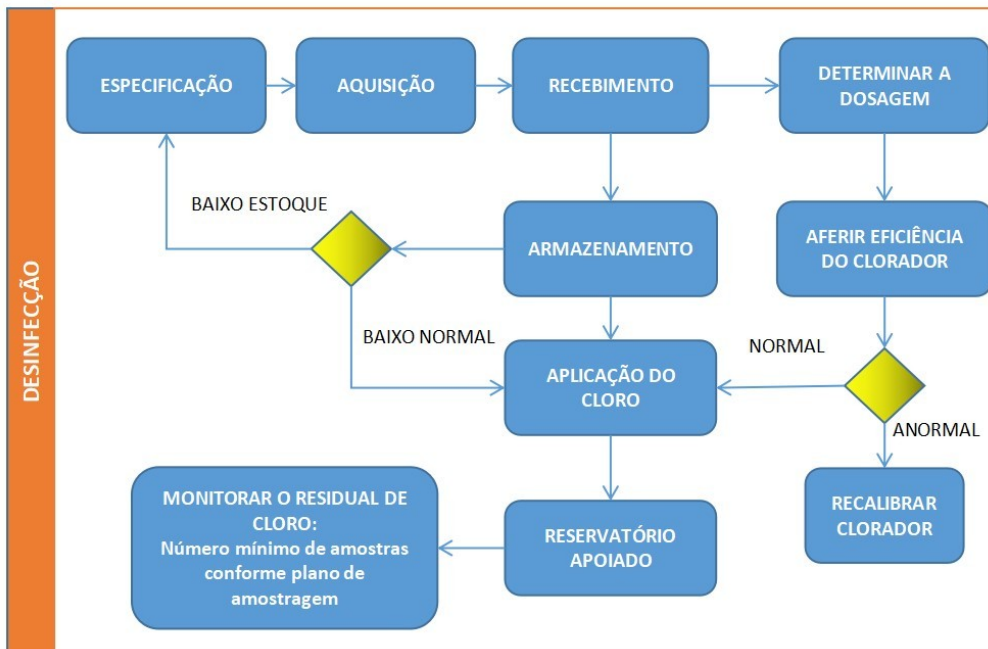 DESINFECÇÃO
ESPECIFICAÇÃO
AQUISIÇÃO
RECEBIMENTO
DETERMINAR A
DOSAGEM
BAIXO ESTOQUE
ARMAZENAMENTO
AFERIR EFICIÊNCIA
DO CLORADOR
BAIXO NORMAL
APLICAÇÃO DO
CLORO
NORMAL
ANORMAL
MONITORAR O RESIDUAL DE
CLORO:
Número mínimo de amostras
conforme plano de
amostragem
RESERVATÓRIO
APOIADO
RECALIBRAR
CLORADOR